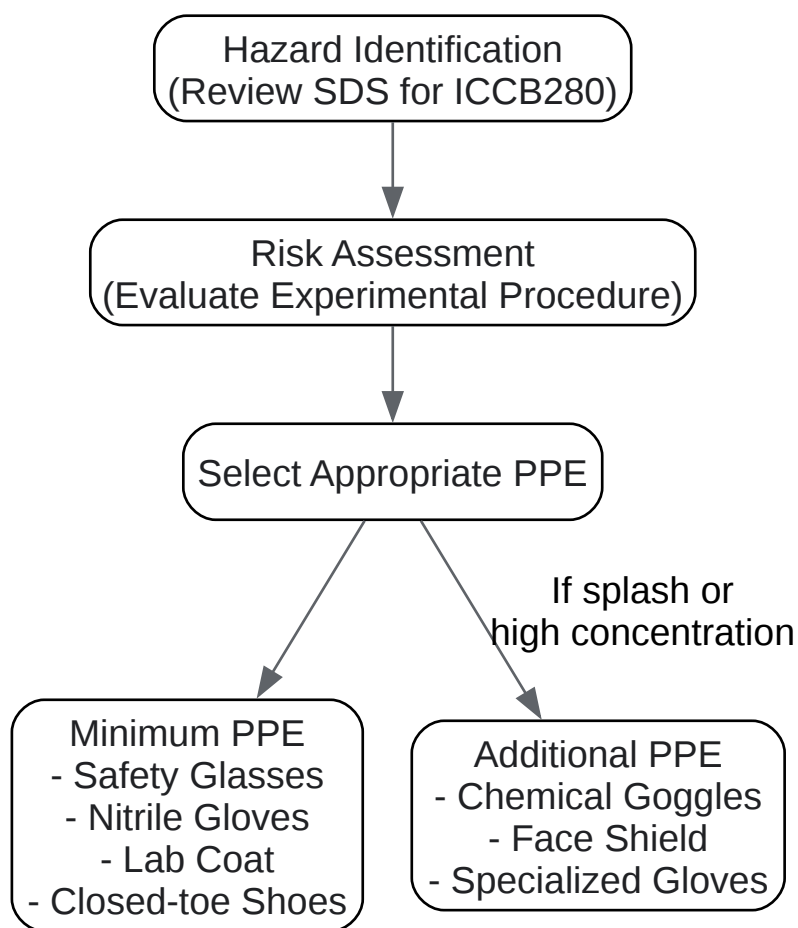 Hazard Identification
(Review SDS for ICCB280)
Risk Assessment
(Evaluate Experimental Procedure)
Select Appropriate PPE
If splash or
high concentration
Minimum PPE
- Safety Glasses
- Nitrile Gloves
- Lab Coat
- Closed-toe Shoes
Additional PPE
- Chemical Goggles
- Face Shield
- Specialized Gloves